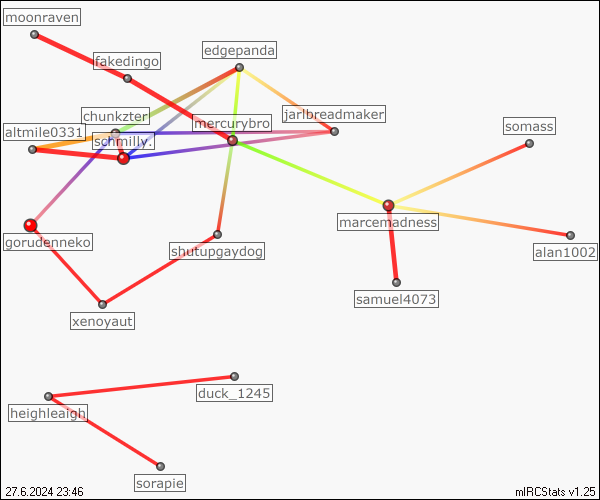 moonraven
edgepanda
fakedingo
chunkzter
mercurybro
jarlbreadmaker
altmile0331
schmilly.
somass
marcemadness
gorudenneko
shutupgaydog
alan1002
samuel4073
xenoyaut
duck_1245
heighleaigh
sorapie
27.6.2024 23:46
mIRCStats v1.25